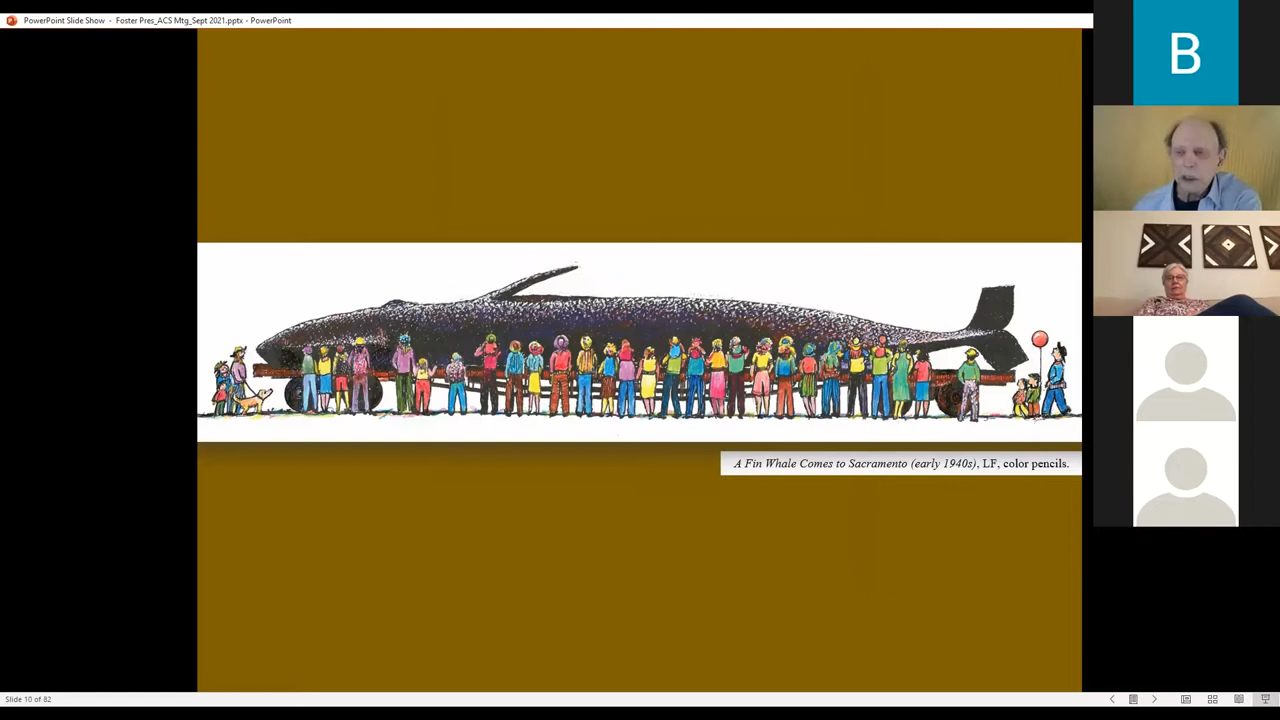 PowerPoint Slide Show - Foster Pres_ACS Mtg_Sept 2021.pptx - PowerPoint
B
A Fin Whale Comes to Sacramento (early 1940s), LF, color pencils.
Slide 10 of 82